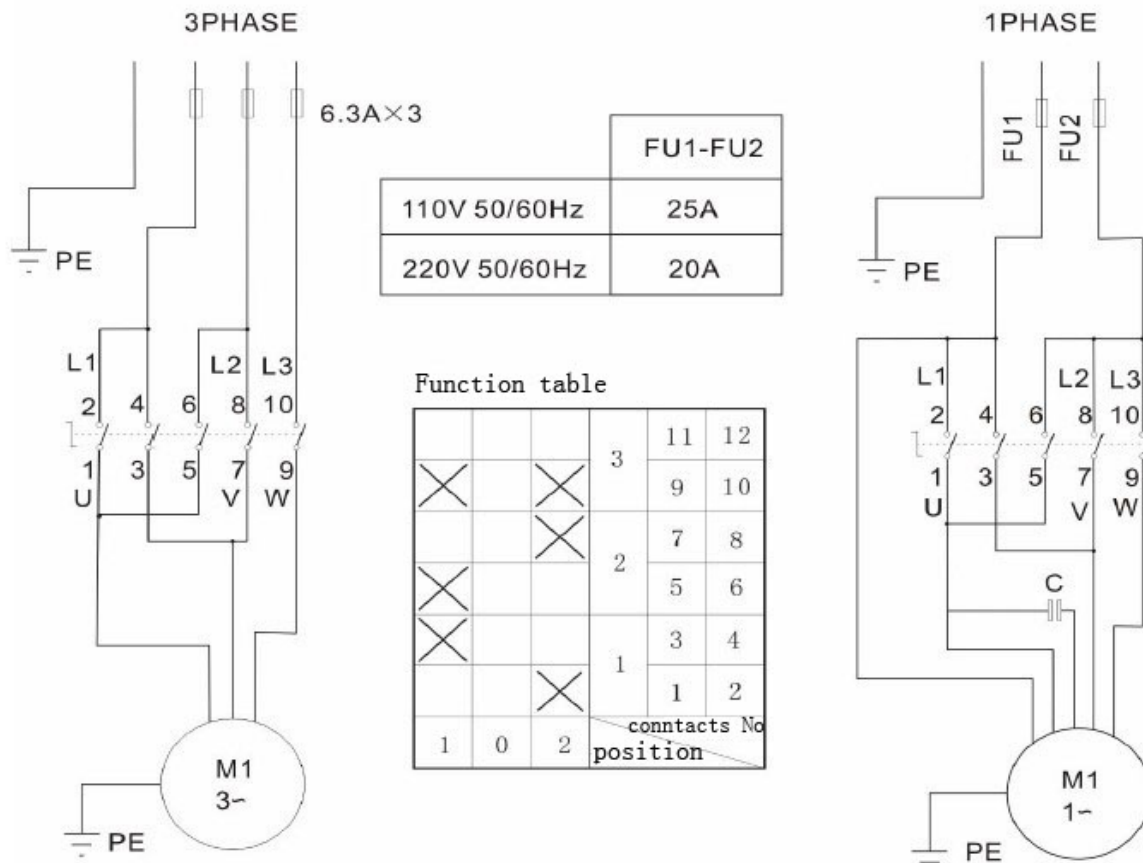 3PHASE
6.3A×3
PE
L1
L2
L3
2
4
6
8
10
1
3
5
7
9
U
V
W
M1
3~
PE
FU1-FU2
110V 50/60Hz 25A
220V 50/60Hz 20A
Function table
3 11 12
9 10
2 7 8
5 6
1 3 4
1 2
conntacts No
1 0 2 position
1PHASE
FU1
FU2
PE
L1
L2
L3
2
4
6
8
10
1
3
5
7
9
U
V
W
C
M1
1~
PE